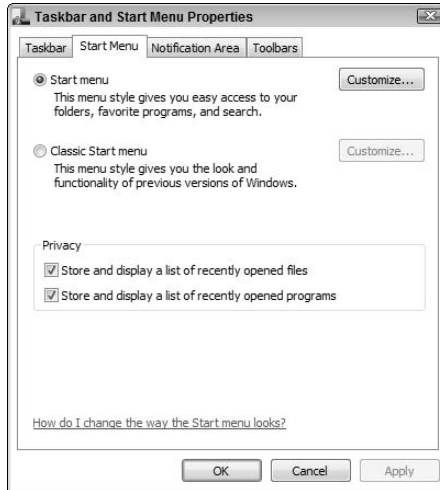 Taskbar and Start Menu Properties
Taskbar Start Menu Notification Area Toolbars
Start menu Customize...
This menu style gives you easy access to your
folders, favorite programs, and search.
Classic Start menu Customize...
This menu style gives you the look and
functionality of previous versions of Windows.
Privacy
Store and display a list of recently opened files
Store and display a list of recently opened programs
How do I change the way the Start menu looks?
OK Cancel Apply